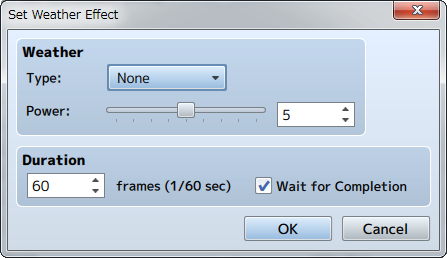 Set Weather Effect
Weather
Type: None
Power: 5
Duration
60 frames (1/60 sec) Wait for Completion
OK Cancel